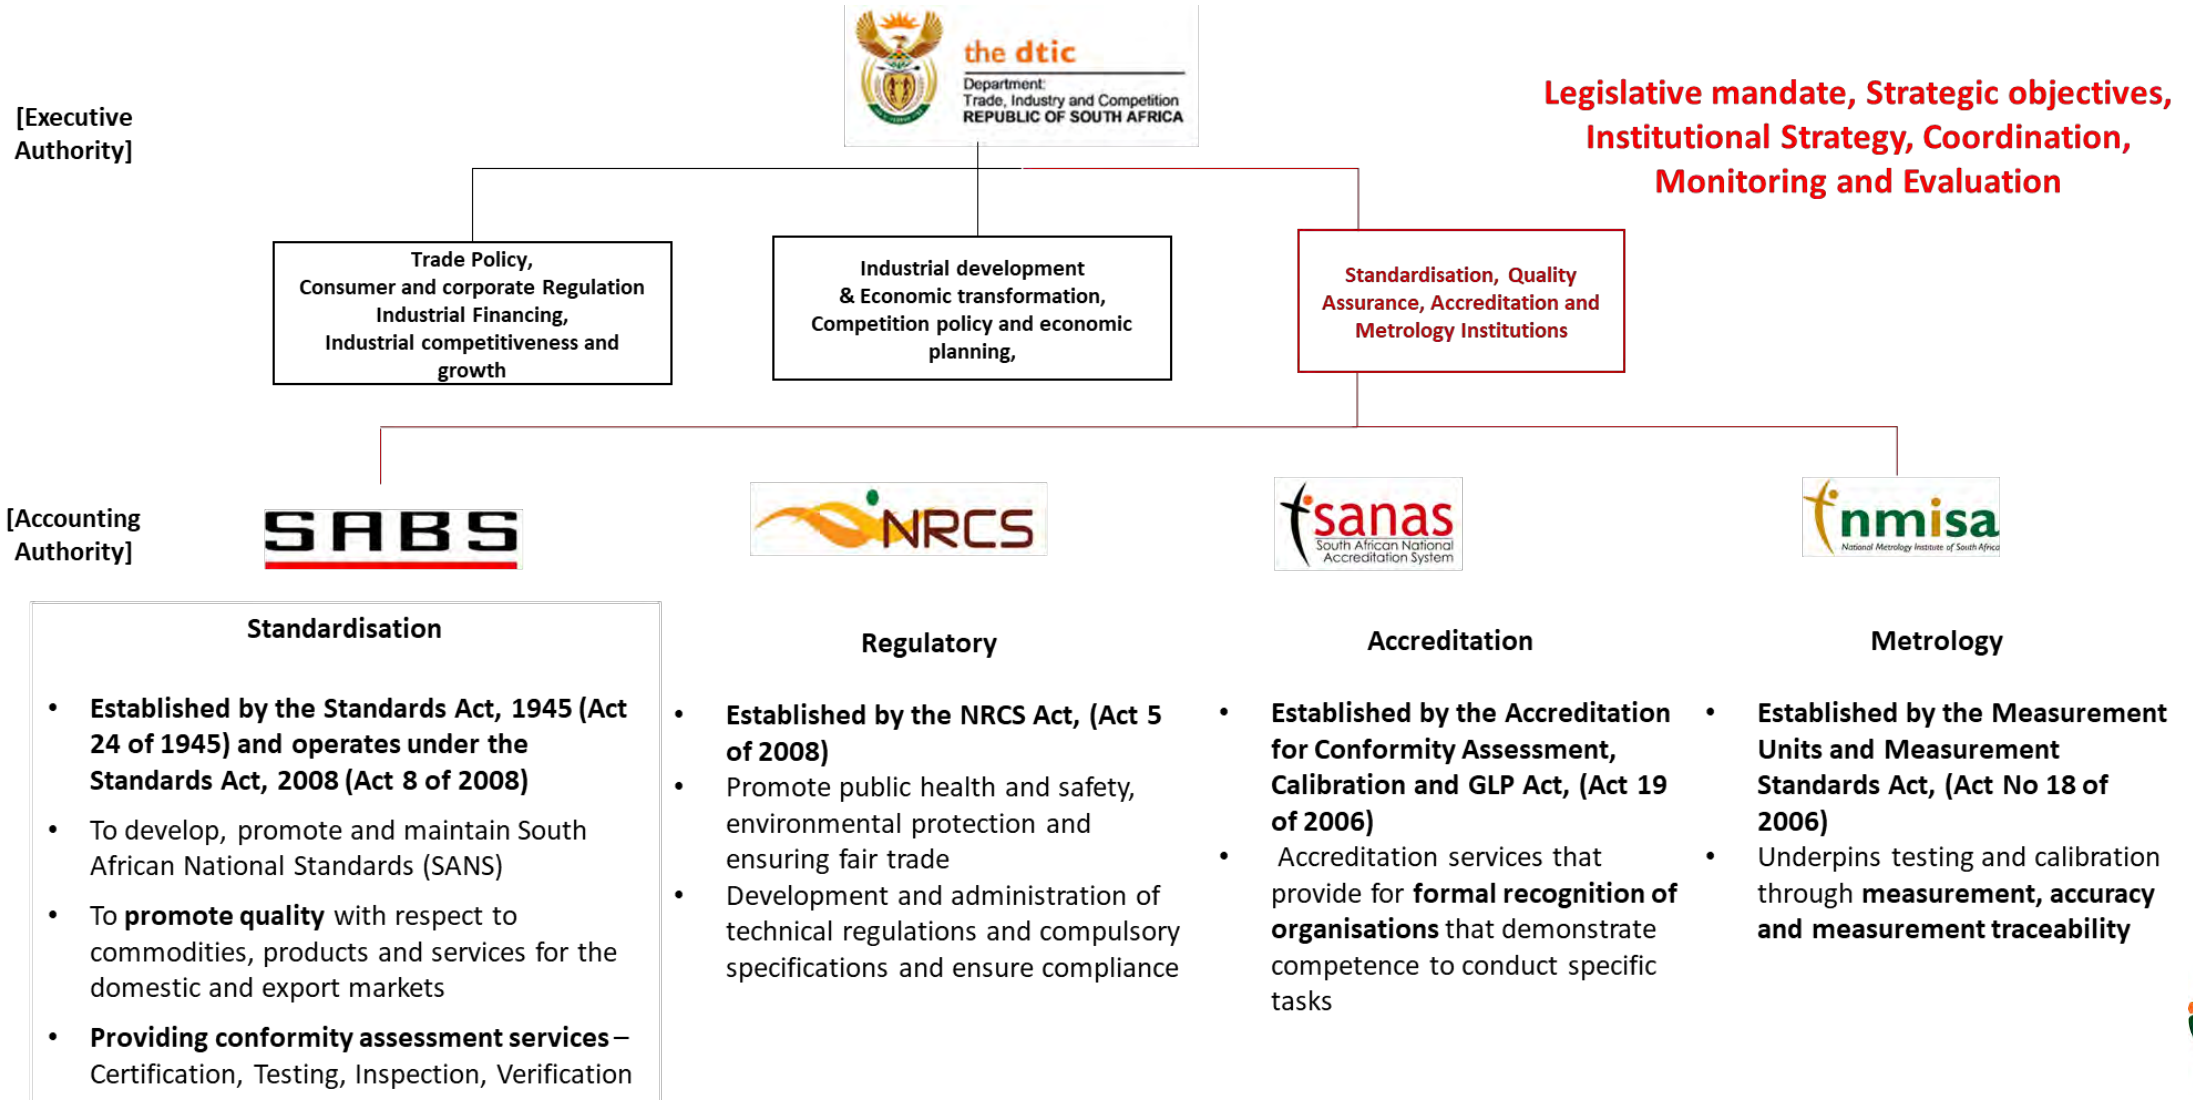 the dtic
Department:
Trade, Industry and Competition
REPUBLIC OF SOUTH AFRICA
[Executive
Authority]
Legislative mandate, Strategic objectives,
Institutional Strategy, Coordination,
Monitoring and Evaluation
Trade Policy,
Consumer and corporate Regulation
Industrial Financing,
Industrial competitiveness and
growth
Industrial development
& Economic transformation,
Competition policy and economic
planning,
Standardisation, Quality
Assurance, Accreditation and
Metrology Institutions
[Accounting
Authority]
SABS
NRCS
sanas
South African National
Accreditation System
nmisa
National Metrology Institute of South Africa
Standardisation
• Established by the Standards Act, 1945 (Act
24 of 1945) and operates under the
Standards Act, 2008 (Act 8 of 2008)
• To develop, promote and maintain South
African National Standards (SANS)
• To promote quality with respect to
commodities, products and services for the
domestic and export markets
• Providing conformity assessment services –
Certification, Testing, Inspection, Verification
Regulatory
• Established by the NRCS Act, (Act 5
of 2008)
• Promote public health and safety,
environmental protection and
ensuring fair trade
• Development and administration of
technical regulations and compulsory
specifications and ensure compliance
Accreditation
• Established by the Accreditation
for Conformity Assessment,
Calibration and GLP Act, (Act 19
of 2006)
• Accreditation services that
provide for formal recognition of
organisations that demonstrate
competence to conduct specific
tasks
Metrology
• Established by the Measurement
Units and Measurement
Standards Act, (Act No 18 of
2006)
• Underpins testing and calibration
through measurement, accuracy
and measurement traceability